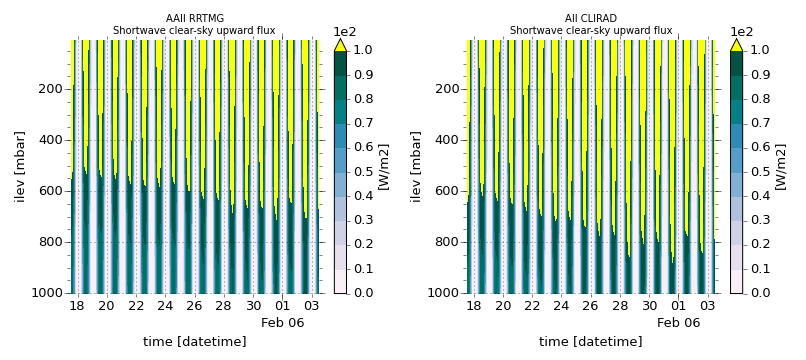 AAII RRTMG
Shortwave clear-sky upward flux
1e2
1.0
0.9
0.8
0.7
0.6
0.5
0.4
0.3
0.2
0.1
0.0
[W/m2]
200
400
600
800
1000
ilev [mbar]
18 20 22 24 26 28 30 01 03
Feb 06
time [datetime]
AII CLIRAD
Shortwave clear-sky upward flux
1e2
1.0
0.9
0.8
0.7
0.6
0.5
0.4
0.3
0.2
0.1
0.0
[W/m2]
200
400
600
800
1000
ilev [mbar]
18 20 22 24 26 28 30 01 03
Feb 06
time [datetime]